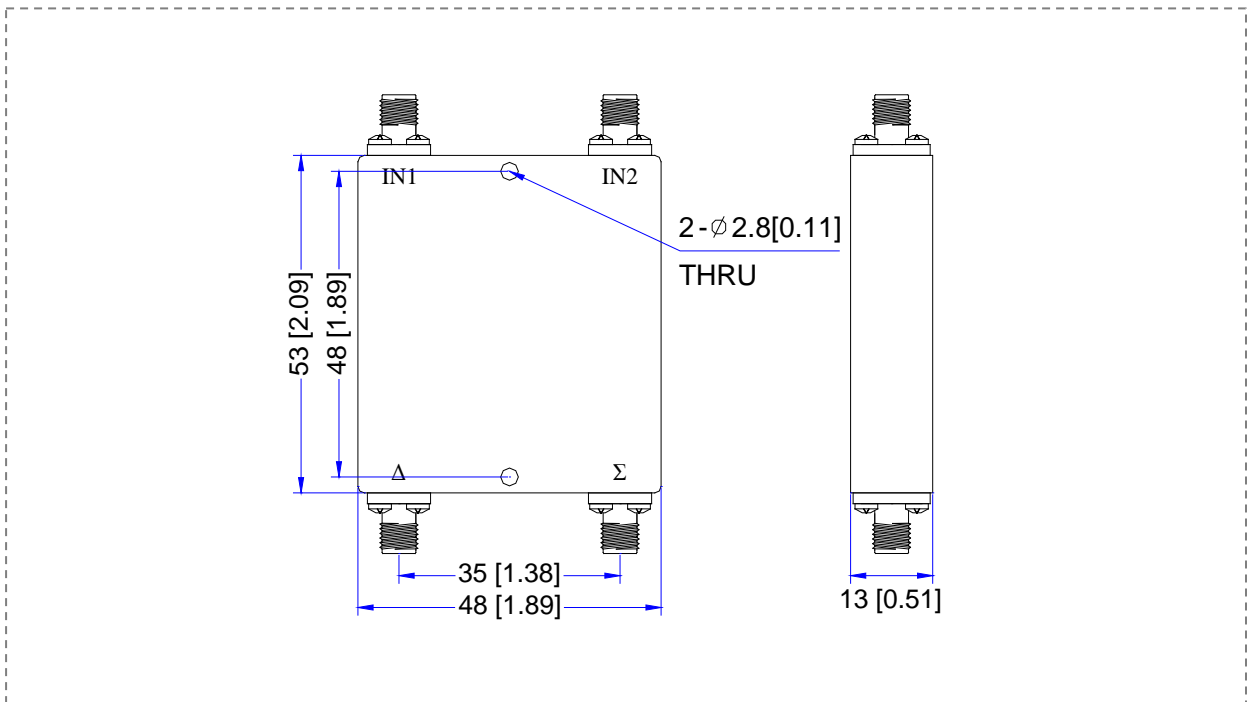 IN1
IN2
2-⌀2.8[0.11]
THRU
53 [2.09]
48 [1.89]
Δ
Σ
35 [1.38]
48 [1.89]
13 [0.51]